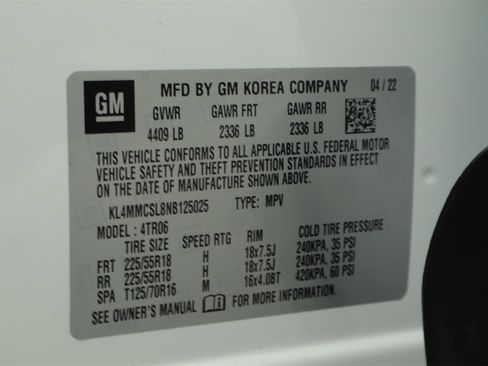 GM
MFD BY GM KOREA COMPANY 04 / 22
GVWR GAWR FRT GAWR RR
4409 LB 2336 LB 2336 LB
THIS VEHICLE CONFORMS TO ALL APPLICABLE U.S. FEDERAL MOTOR
VEHICLE SAFETY AND THEFT PREVENTION STANDARDS IN EFFECT
ON THE DATE OF MANUFACTURE SHOWN ABOVE.
KL4MMCSL8NB125025 TYPE: MPV
MODEL : 4TR06
TIRE SIZE SPEED RTG RIM COLD TIRE PRESSURE
FRT 225/55R18 H 18x7.5J 240KPA, 35 PSI
RR 225/55R18 H 18x7.5J 240KPA, 35 PSI
SPA T125/70R16 M 16x4.0BT 420KPA, 60 PSI
SEE OWNER'S MANUAL FOR MORE INFORMATION